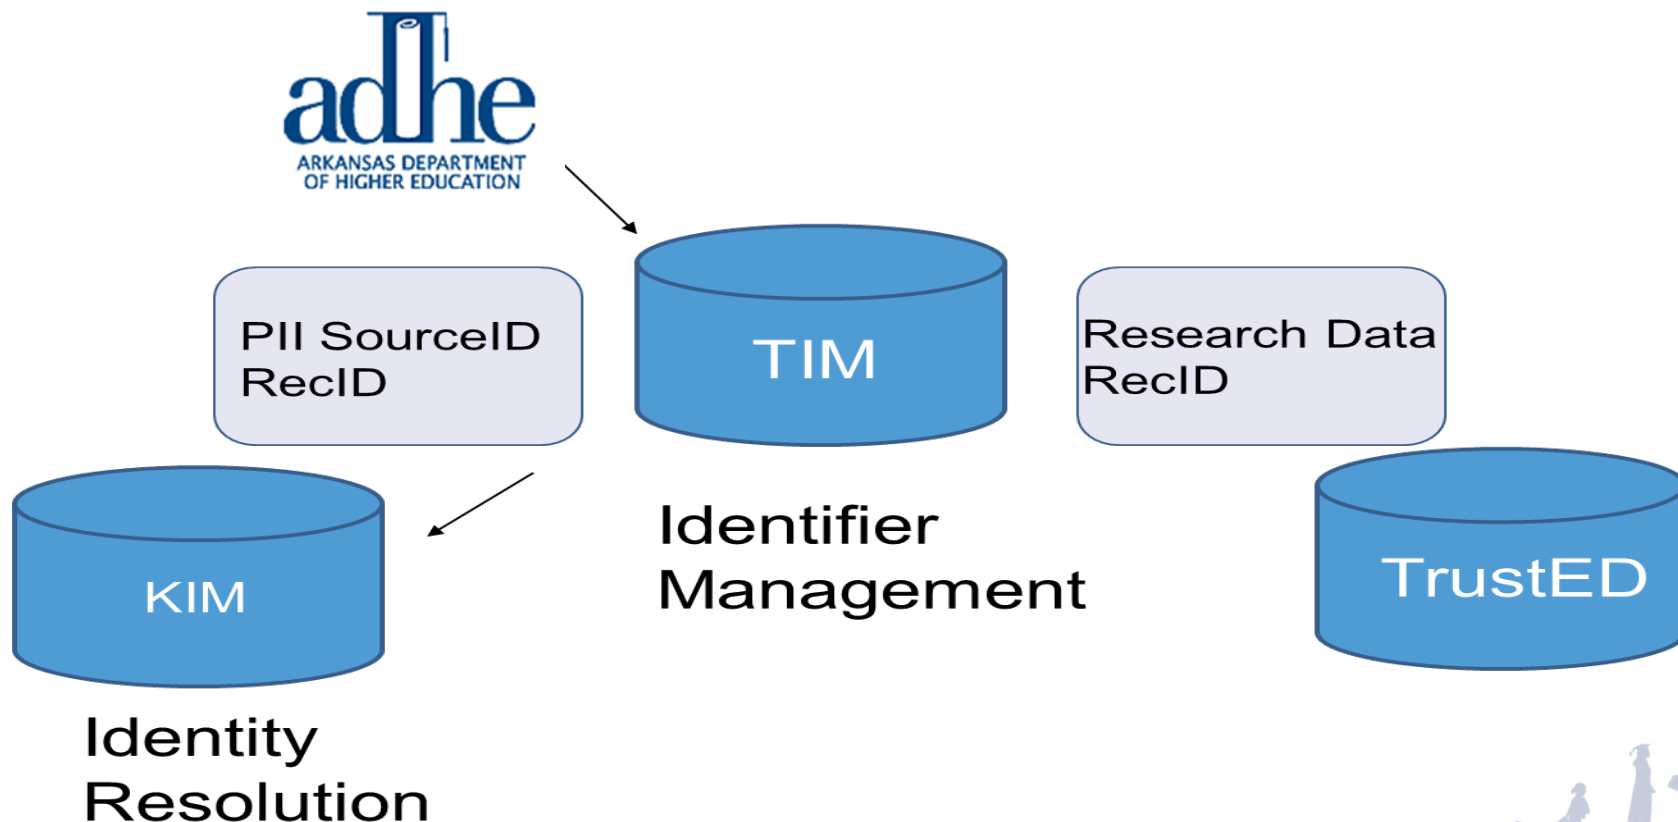 adhe
ARKANSAS DEPARTMENT
OF HIGHER EDUCATION
PII SourceID
RecID
TIM
Research Data
RecID
KIM
Identifier
Management
TrustED
Identity
Resolution